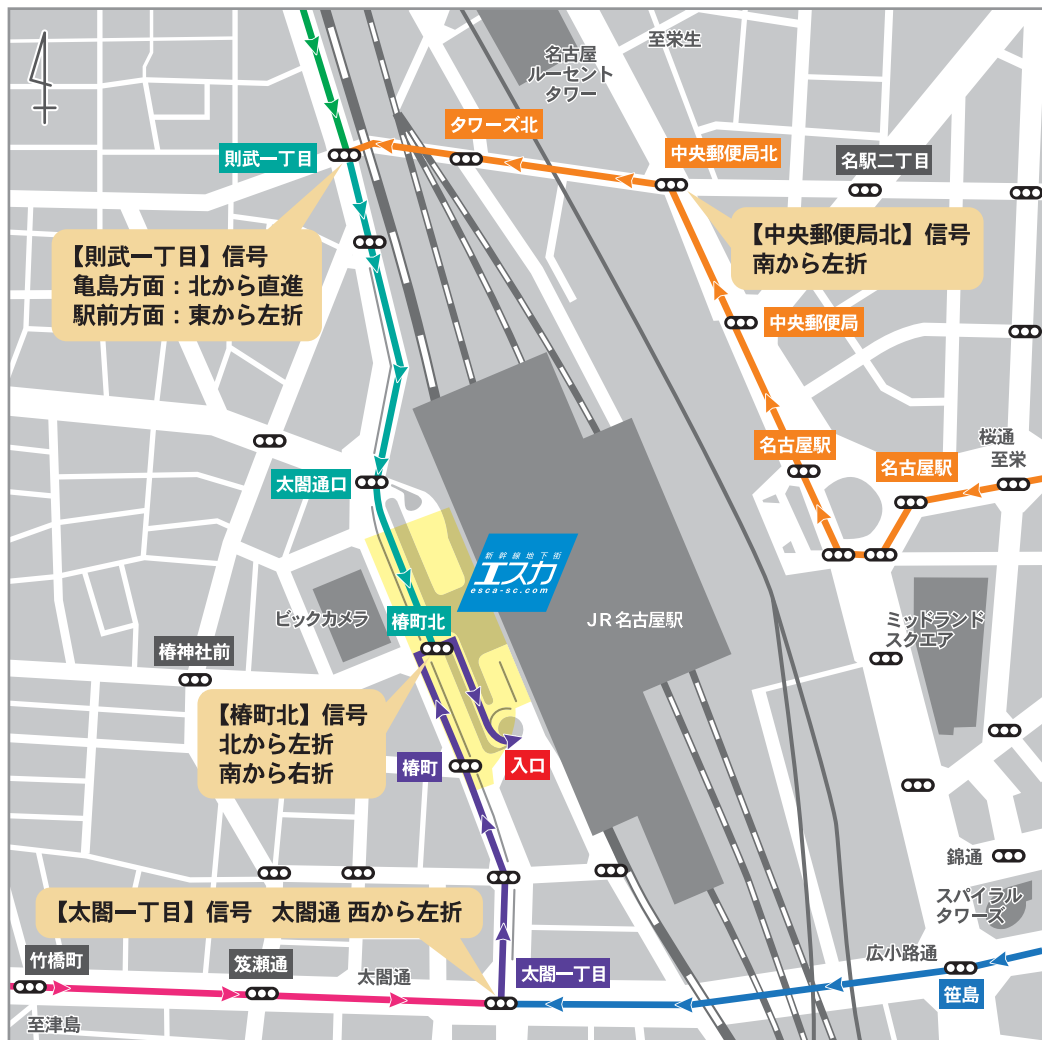 至栄生
名古屋
ルーセント
タワー
タワーズ北
則武一丁目
中央郵便局北
名駅二丁目
【則武一丁目】信号
亀島方面：北から直進
駅前方面：東から左折
【中央郵便局北】信号
南から左折
中央郵便局
名古屋駅
名古屋駅
桜通
至栄
太閤通口
新幹線地下街
エスカ
esca-sc.com
ビックカメラ
椿町北
JR名古屋駅
ミッドランド
スクエア
椿神社前
【椿町北】信号
北から左折
南から右折
椿町
入口
錦通
スパイラル
タワーズ
【太閤一丁目】信号　太閤通 西から左折
竹橋町
笈瀬通
太閤通
太閤一丁目
広小路通
笹島
至津島